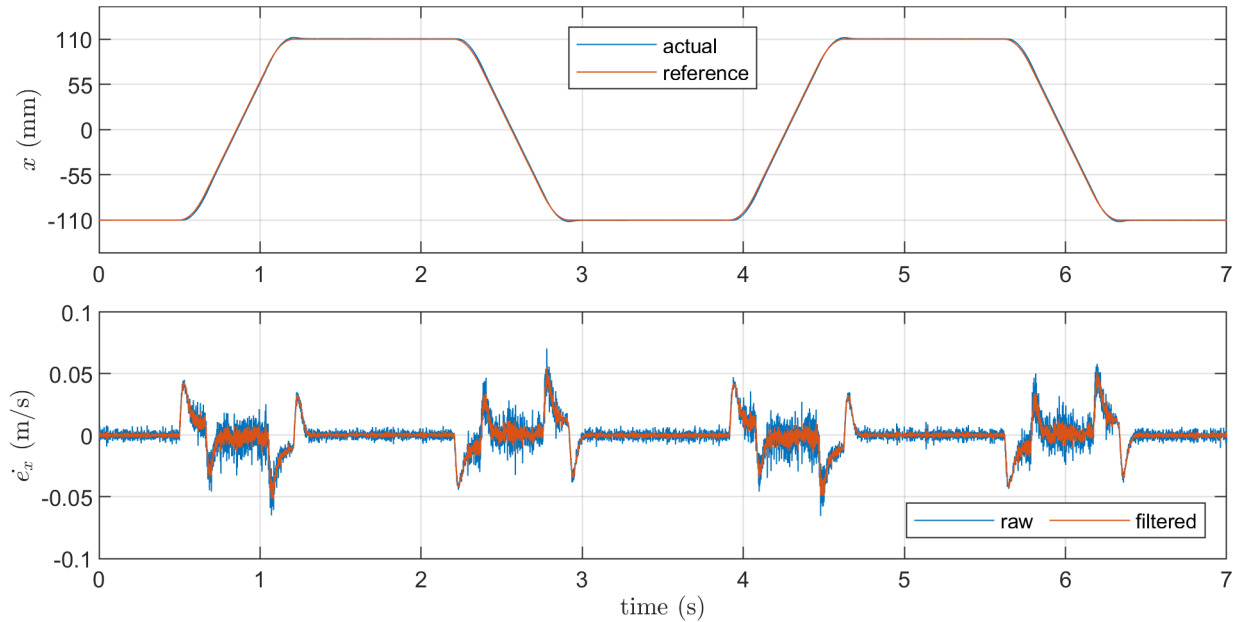 110
55
0
-55
-110
x (mm)
actual
reference
0 1 2 3 4 5 6 7
0.1
0.05
0
-0.05
-0.1
ė_x (m/s)
raw filtered
0 1 2 3 4 5 6 7
time (s)